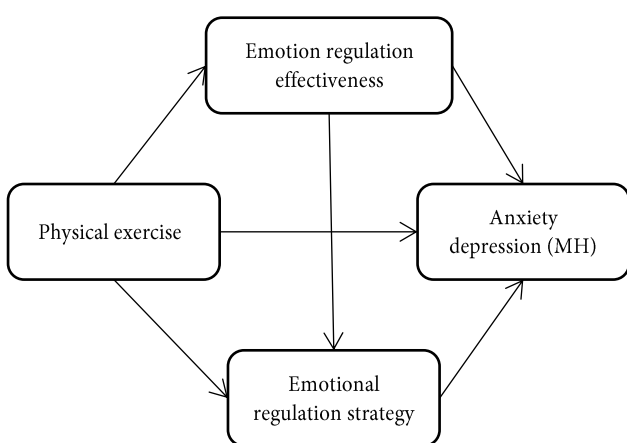 Emotion regulation
effectiveness
Physical exercise
Anxiety
depression (MH)
Emotional
regulation strategy